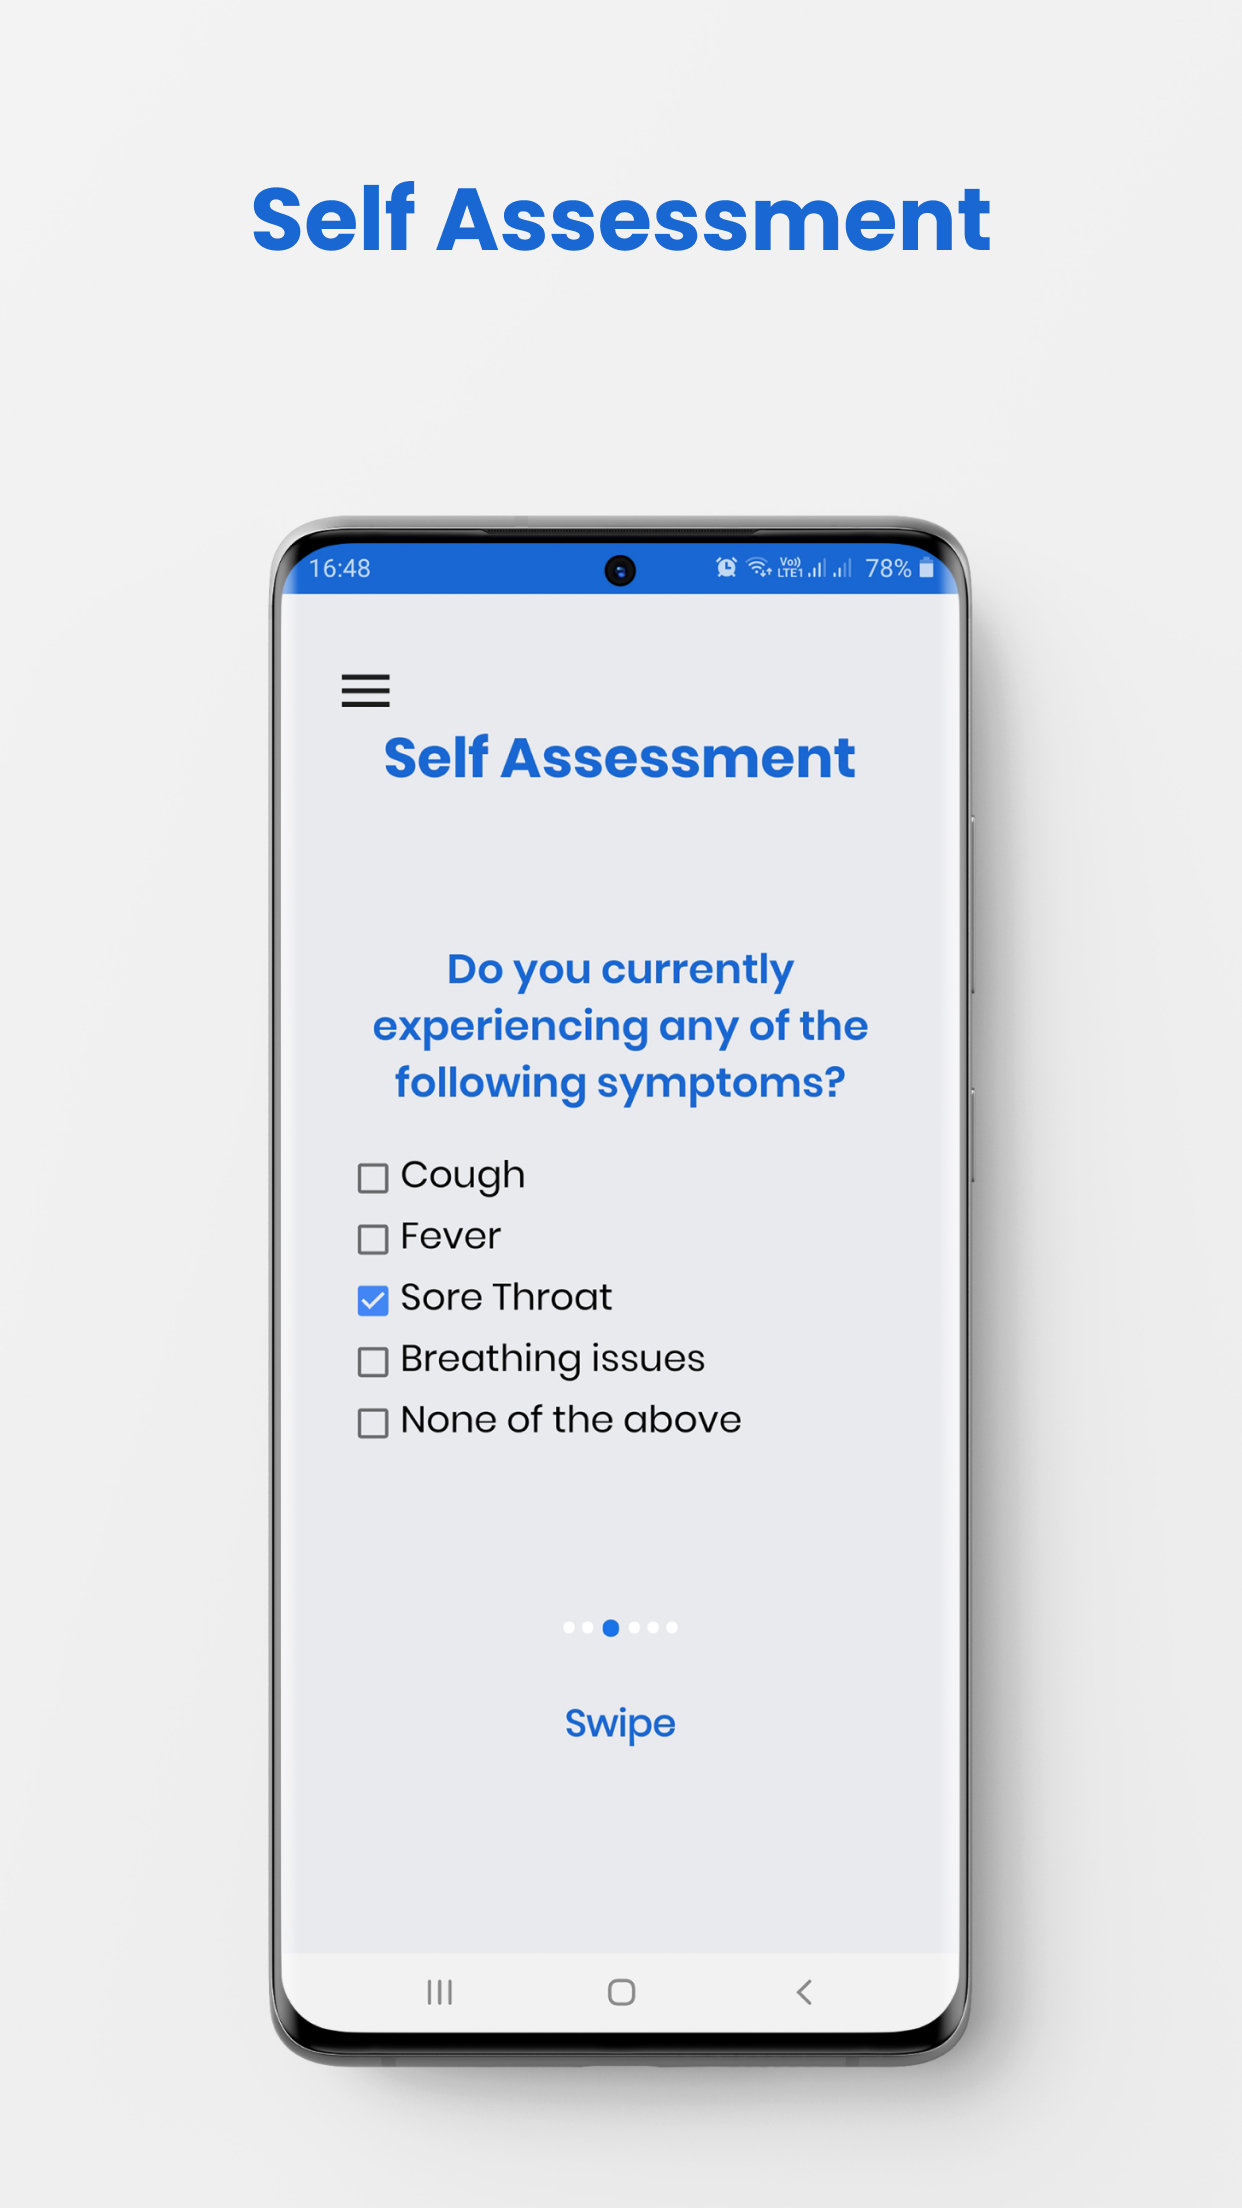 Self Assessment
16:48
Vo)) LTE1 78%
Self Assessment
Do you currently
experiencing any of the
following symptoms?
Cough
Fever
Sore Throat
Breathing issues
None of the above
Swipe